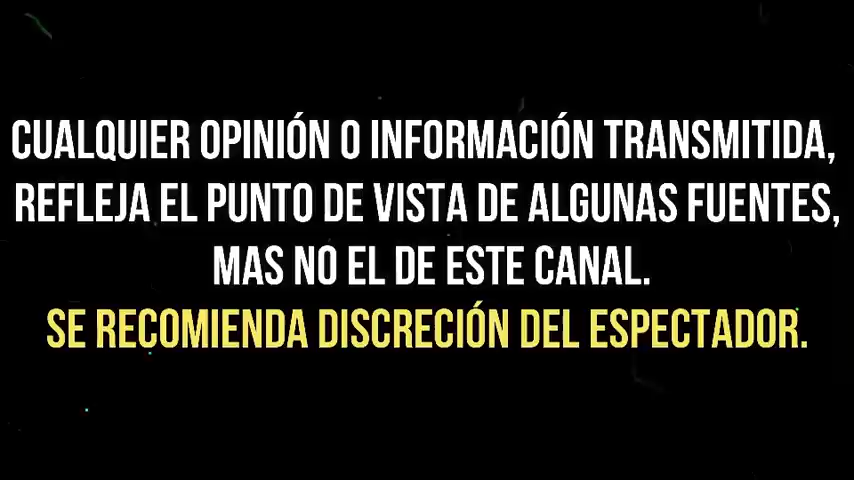 CUALQUIER OPINIÓN O INFORMACIÓN TRANSMITIDA,
REFLEJA EL PUNTO DE VISTA DE ALGUNAS FUENTES,
MAS NO EL DE ESTE CANAL.
SE RECOMIENDA DISCRECIÓN DEL ESPECTADOR.